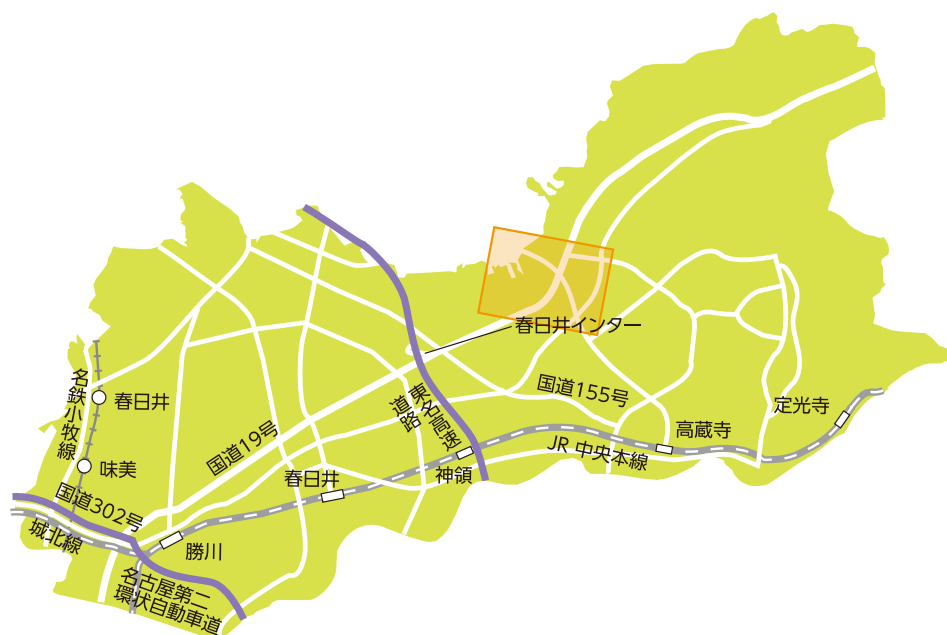 春日井インター
名鉄小牧線
春日井
国道155号
東名高速
道路
定光寺
高蔵寺
国道19号
JR 中央本線
味美
春日井
神領
国道302号
城北線
勝川
名古屋第二
環状自動車道